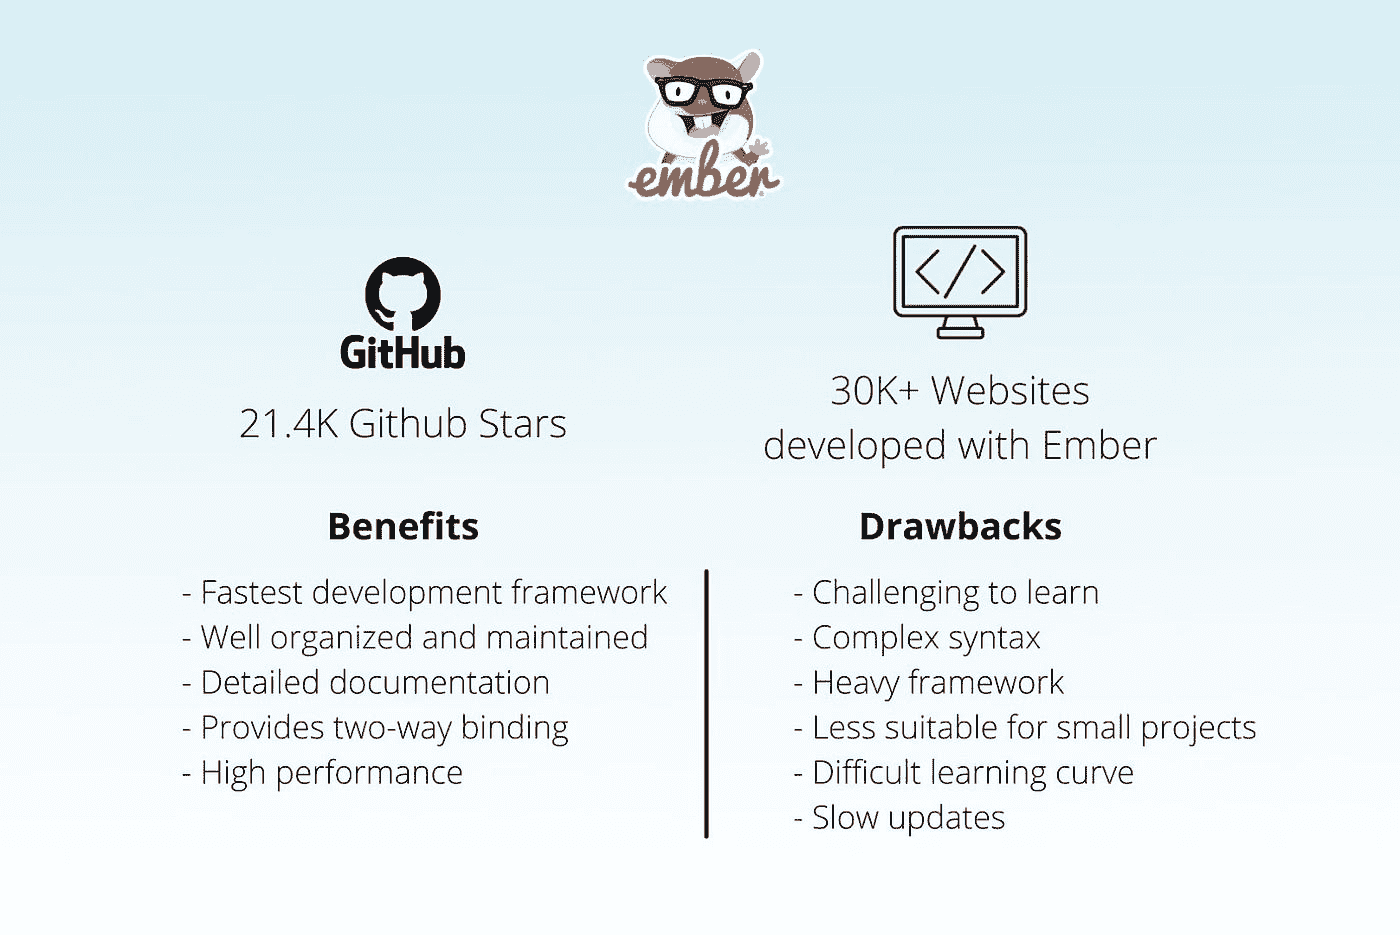 ember
GitHub
21.4K Github Stars
30K+ Websites
developed with Ember
Benefits
- Fastest development framework
- Well organized and maintained
- Detailed documentation
- Provides two-way binding
- High performance
Drawbacks
- Challenging to learn
- Complex syntax
- Heavy framework
- Less suitable for small projects
- Difficult learning curve
- Slow updates